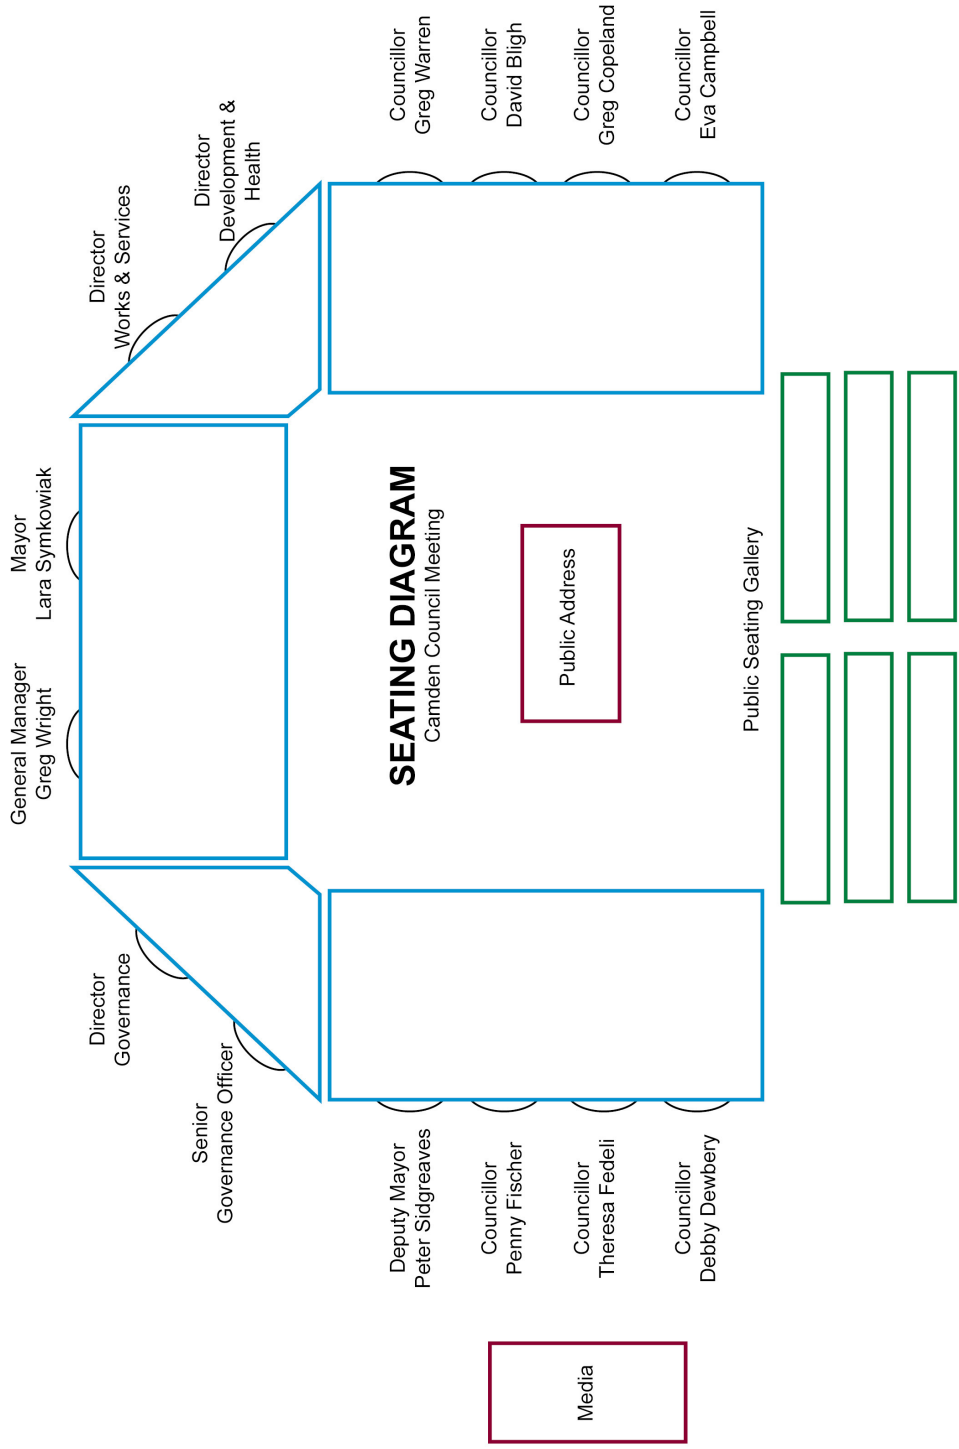 General Manager
Greg Wright
Mayor
Lara Symkowiak
Director
Governance
Director
Works & Services
Senior
Governance Officer
Director
Development &
Health
SEATING DIAGRAM
Camden Council Meeting
Deputy Mayor
Peter Sidgreaves
Councillor
Greg Warren
Councillor
Penny Fischer
Councillor
David Bligh
Media
Public Address
Councillor
Theresa Fedeli
Councillor
Greg Copeland
Councillor
Debby Dewbery
Councillor
Eva Campbell
Public Seating Gallery